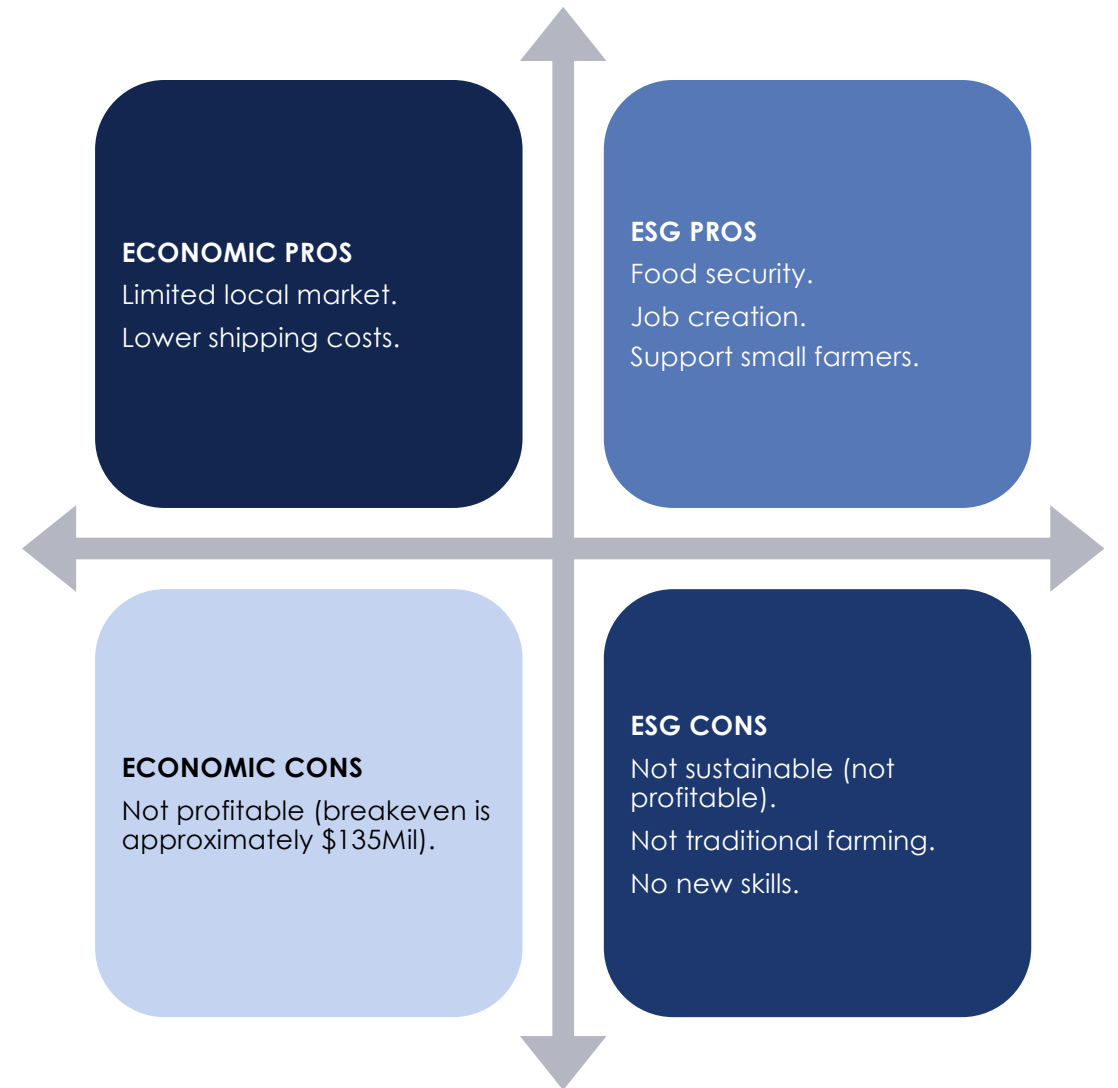 ECONOMIC PROS
Limited local market.
Lower shipping costs.
ESG PROS
Food security.
Job creation.
Support small farmers.
ECONOMIC CONS
Not profitable (breakeven is
approximately $135Mil).
ESG CONS
Not sustainable (not
profitable).
Not traditional farming.
No new skills.